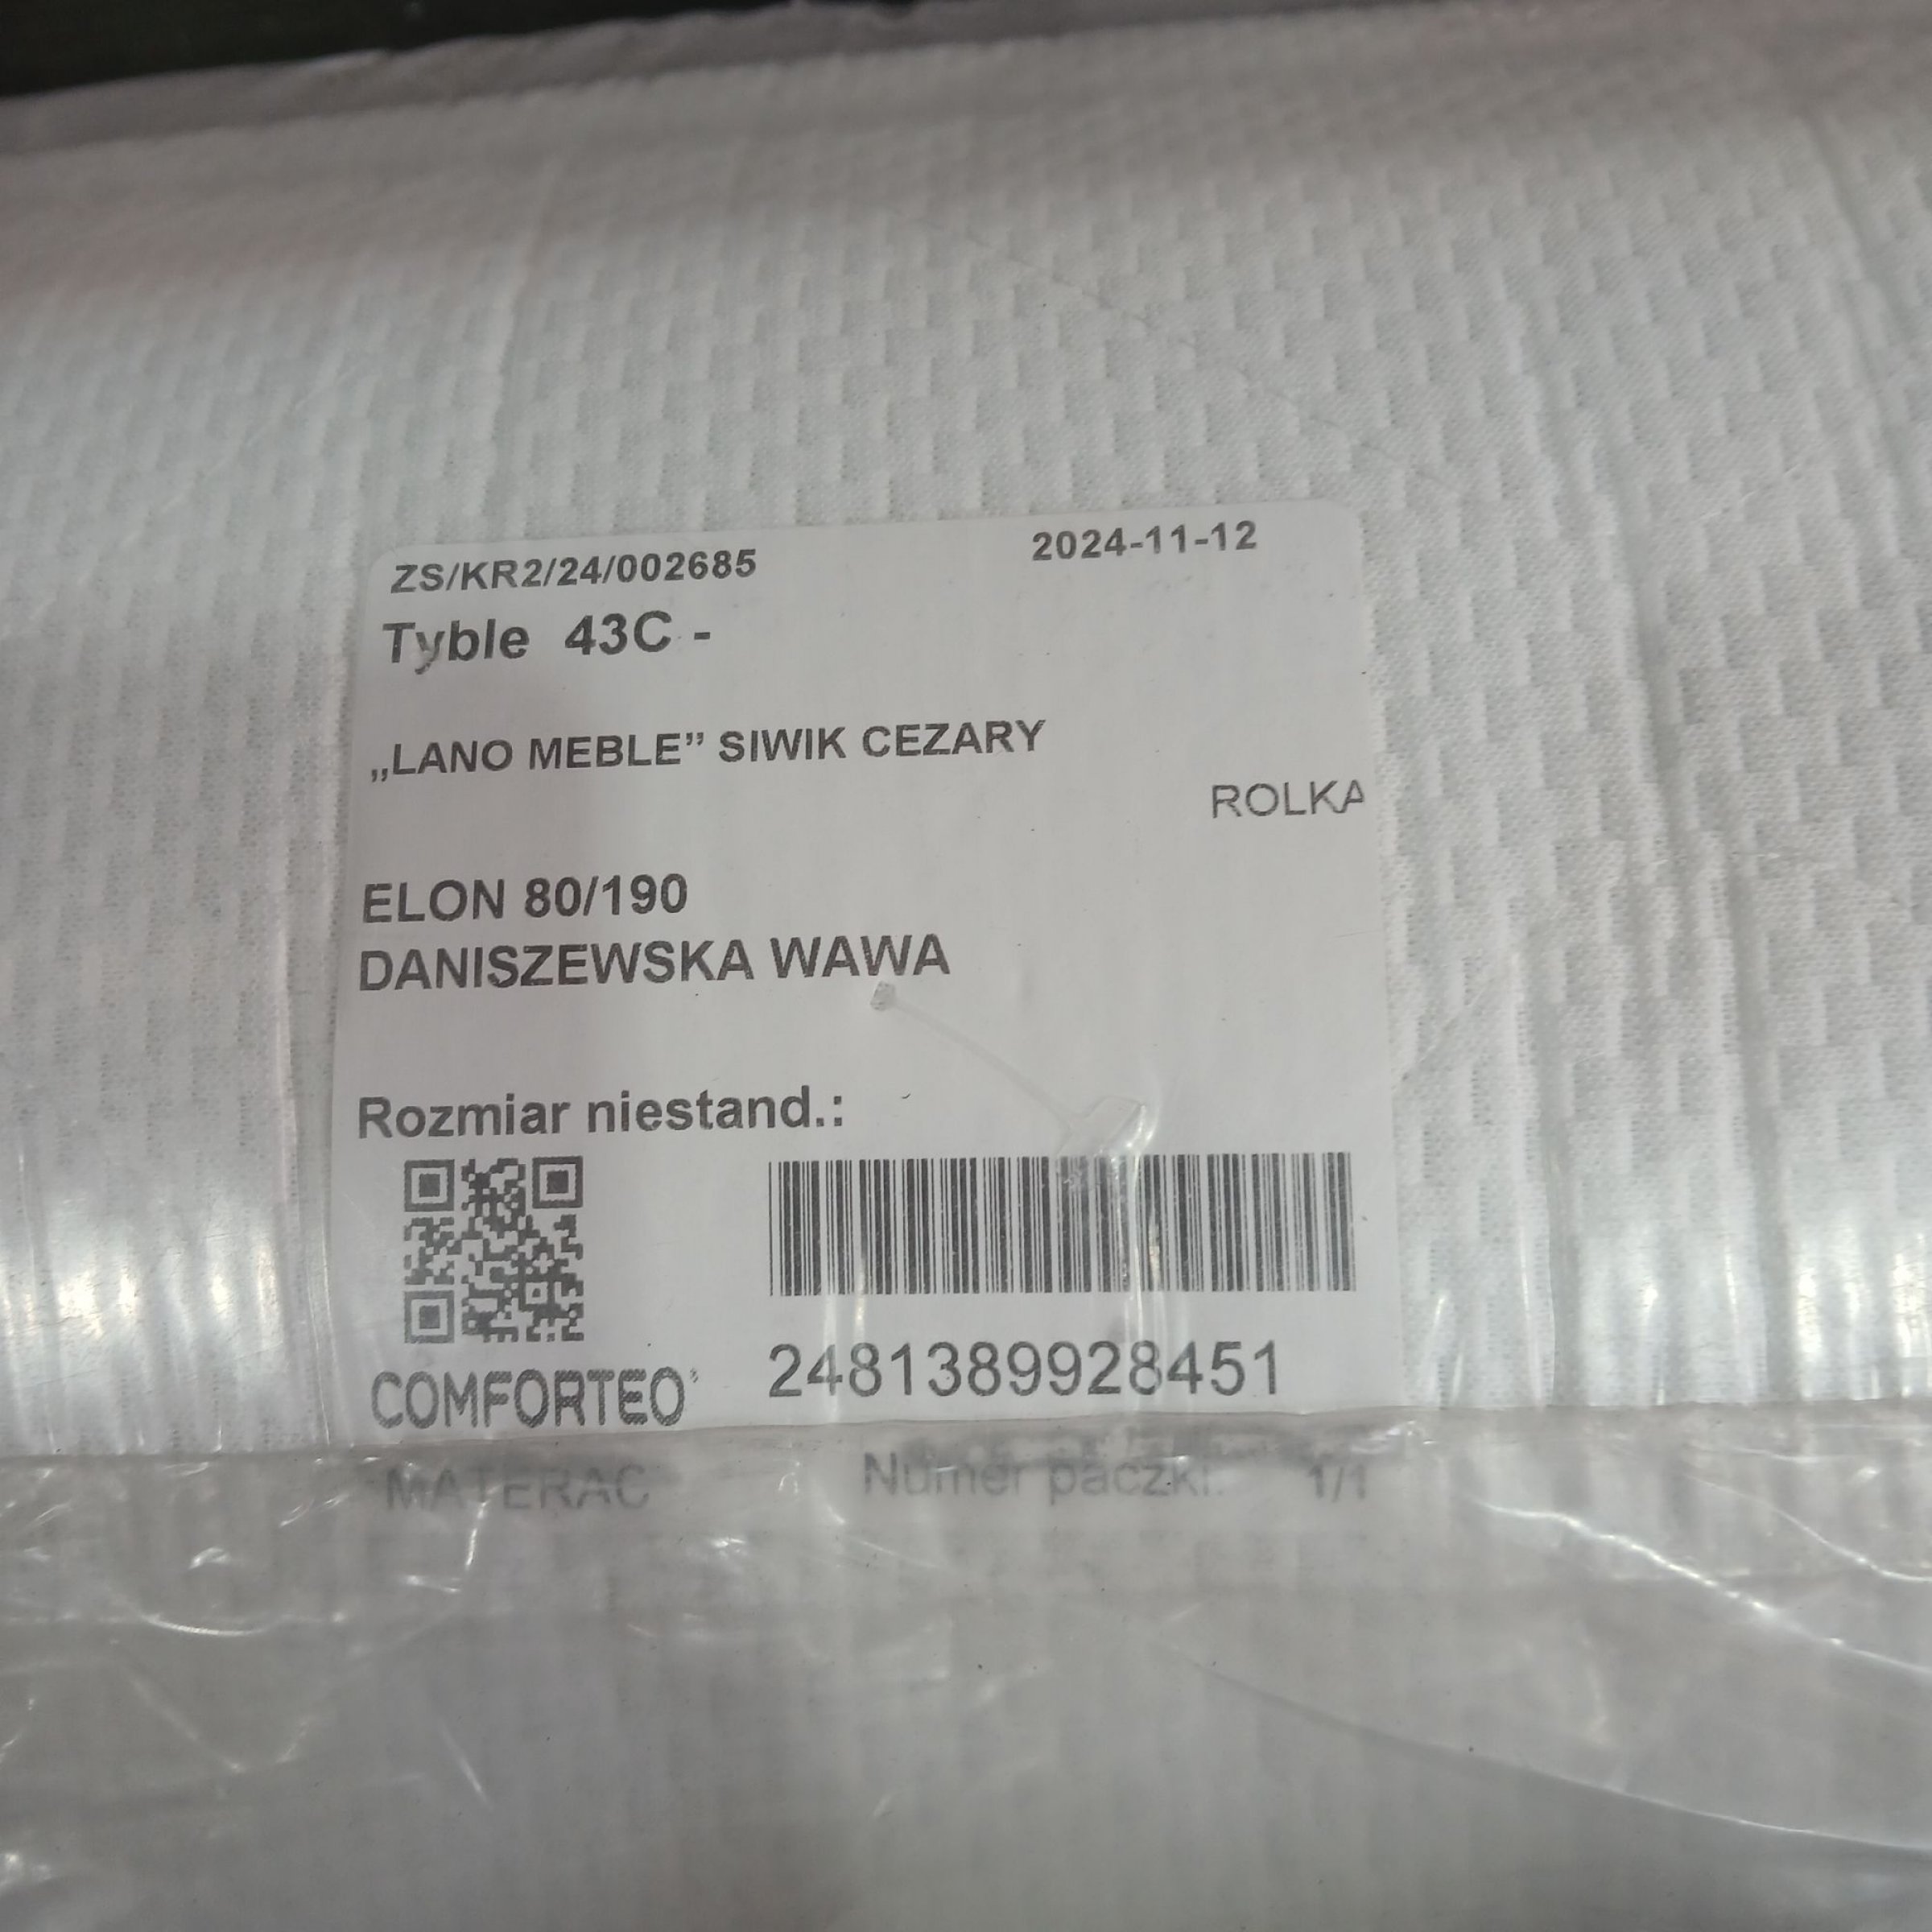 ZS/KR2/24/002685 2024-11-12
Tyble 43C -
„LANO MEBLE” SIWIK CEZARY
ROLKA
ELON 80/190
DANISZEWSKA WAWA
Rozmiar niestand.:
2481389928451
COMFORTEO
MATERAC Numer paczki: 1/1